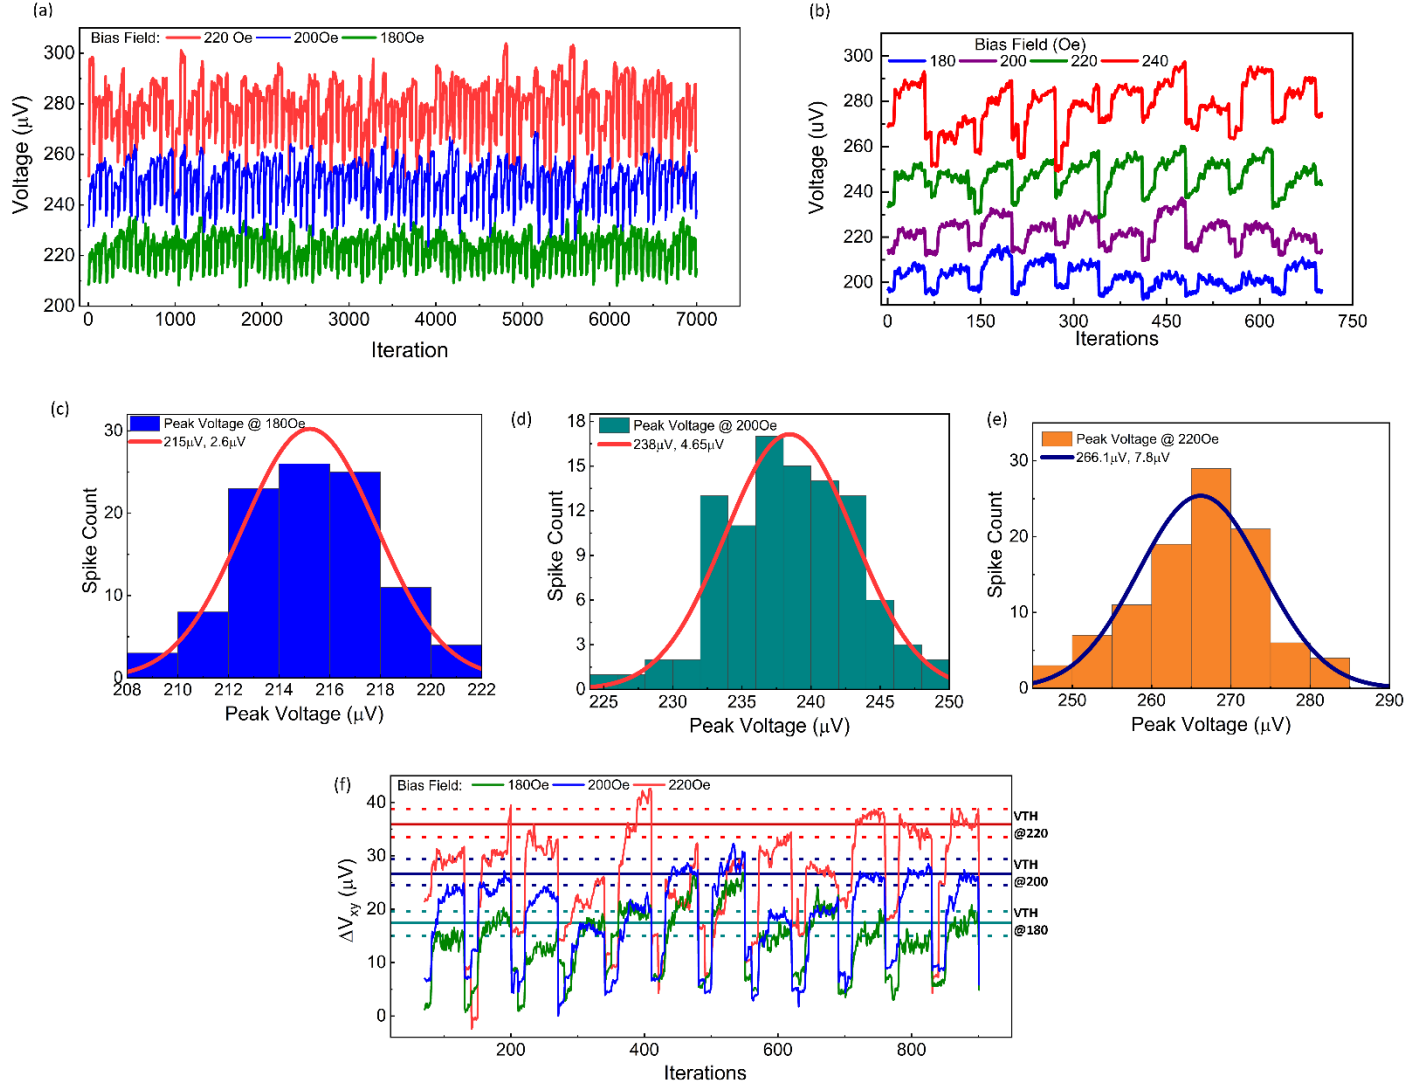 (a)
Bias Field: 220 Oe 200Oe 180Oe
300
280
260
240
220
200
Voltage (μV)
0 1000 2000 3000 4000 5000 6000 7000
Iteration
(b)
Bias Field (Oe)
180 200 220 240
300
280
260
240
220
200
Voltage (uV)
0 150 300 450 600 750
Iterations
(c)
Peak Voltage @ 180Oe
215μV, 2.6μV
30
20
10
0
Spike Count
208 210 212 214 216 218 220 222
Peak Voltage (μV)
(d)
Peak Voltage @ 200Oe
238μV, 4.65μV
18
15
12
9
6
3
0
Spike Count
225 230 235 240 245 250
Peak Voltage (μV)
(e)
Peak Voltage @ 220Oe
266.1μV, 7.8μV
30
20
10
0
Spike Count
250 260 270 280 290
Peak Voltage (μV)
(f)
Bias Field: 180Oe 200Oe 220Oe
40
30
20
10
0
ΔVxy (μV)
VTH
@220
VTH
@200
VTH
@180
200 400 600 800
Iterations